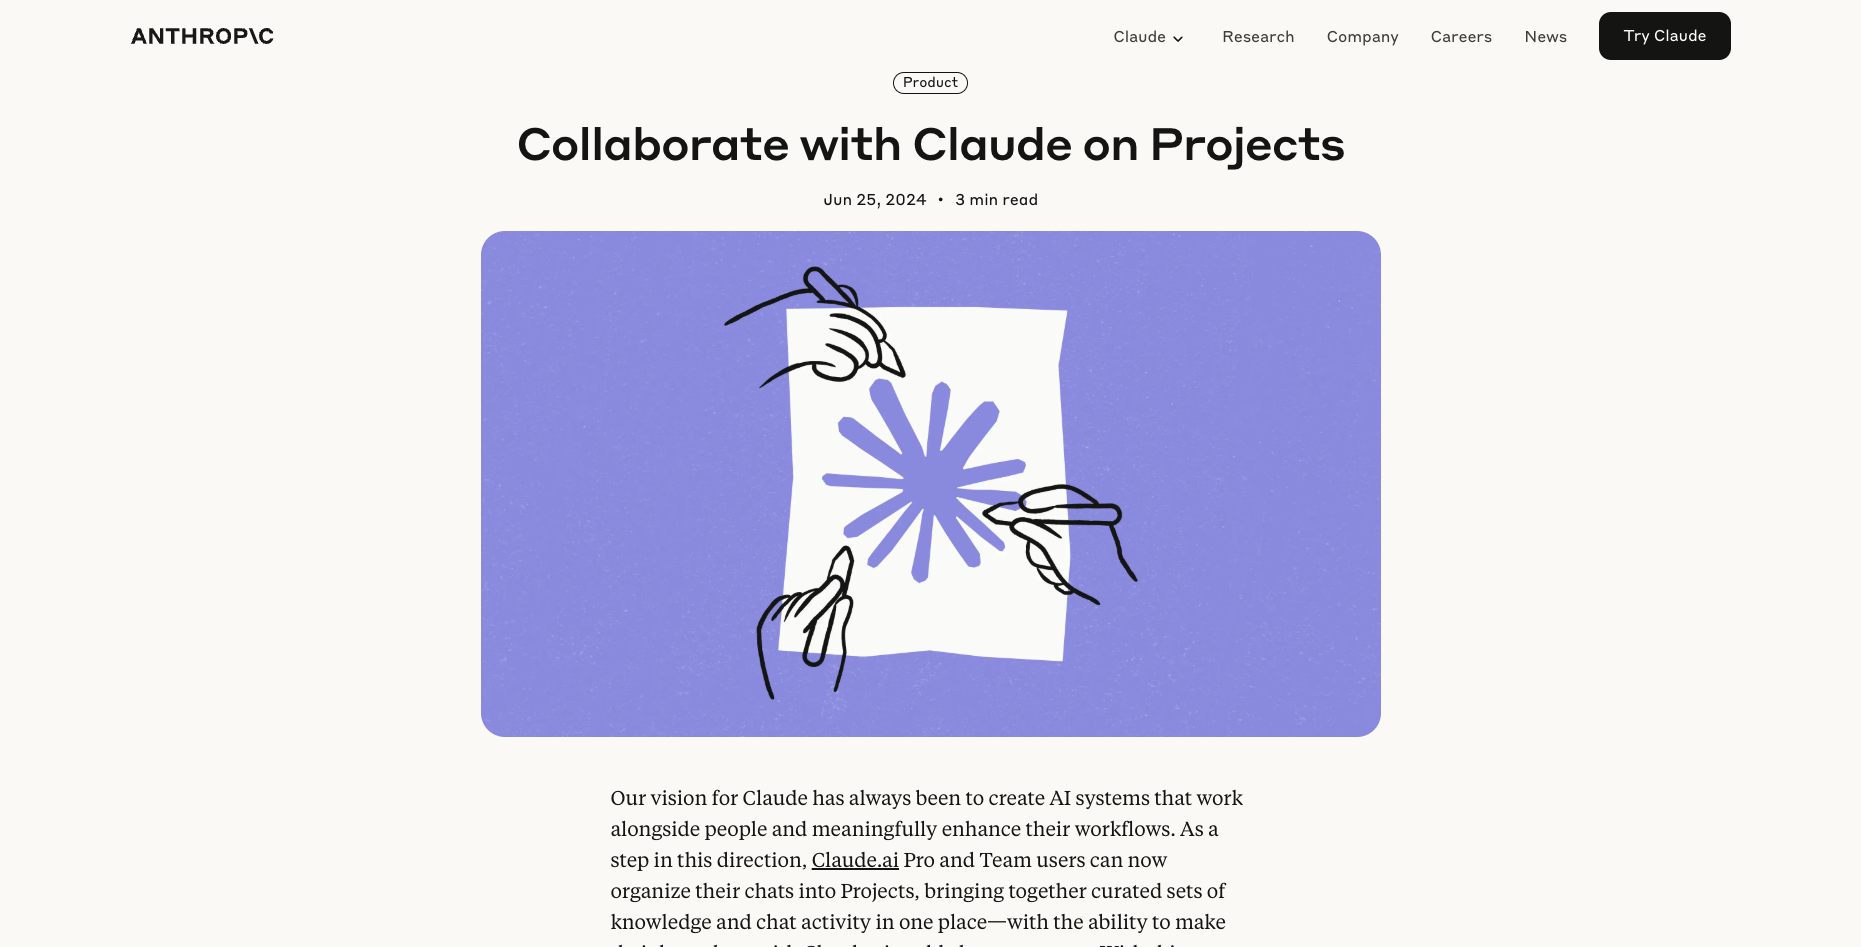 ANTHROP\C
Claude
Research
Company
Careers
News
Try Claude
Product
Collaborate with Claude on Projects
Jun 25, 2024 • 3 min read
Our vision for Claude has always been to create AI systems that work
alongside people and meaningfully enhance their workflows. As a
step in this direction, Claude.ai Pro and Team users can now
organize their chats into Projects, bringing together curated sets of
knowledge and chat activity in one place—with the ability to make